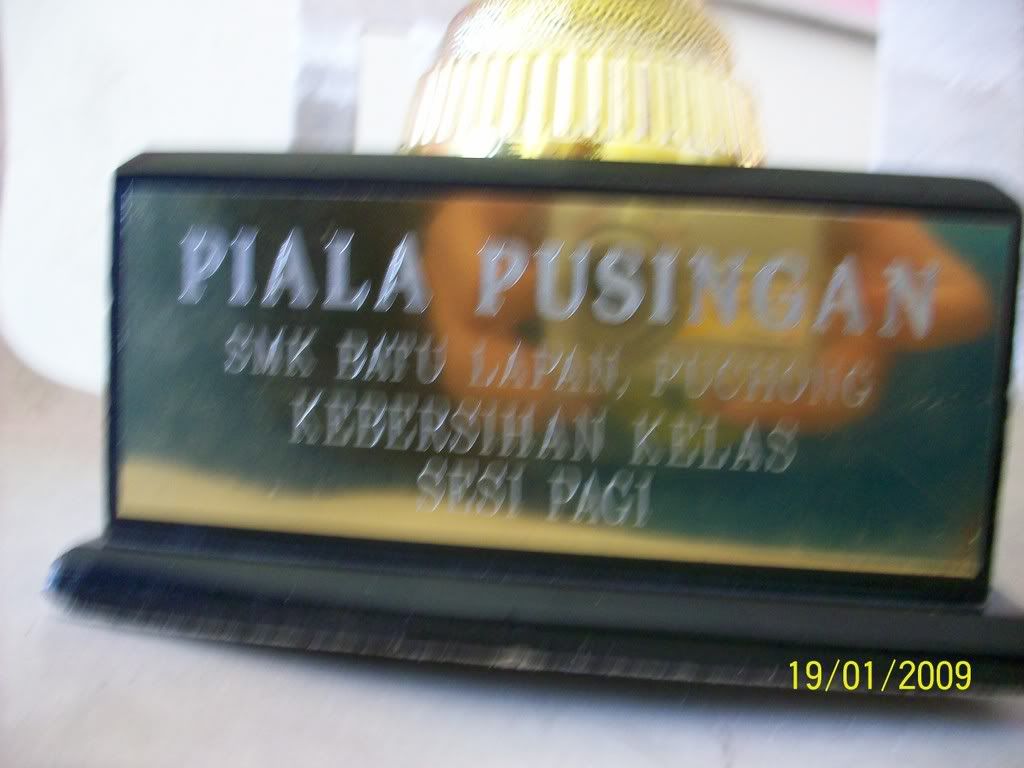 PIALA PUSINGAN
SMK BATU LAPAN, PUCHONG
KEBERSIHAN KELAS
SESI PAGI
19/01/2009